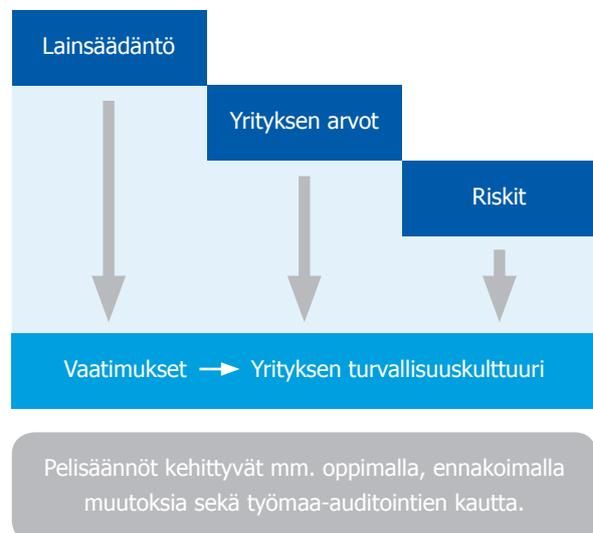 Lainsäädäntö
Yrityksen arvot
Riskit
Vaatimukset → Yrityksen turvallisuuskulttuuri
Pelisäännöt kehittyvät mm. oppimalla, ennakoimalla
muutoksia sekä työmaa-auditointien kautta.